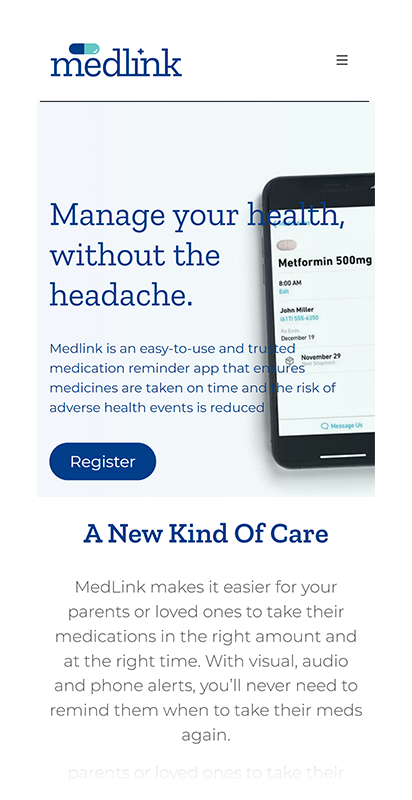 medlink
Manage your health,
without the
headache.
Medlink is an easy-to-use and trusted
medication reminder app that ensures
medicines are taken on time and the risk of
adverse health events is reduced
Register
Metformin 500mg
8:00 AM
Edit
John Miller
(617) 555-4350
No Ends
December 19
November 29
Next Shipment
Message Us
A New Kind Of Care
MedLink makes it easier for your
parents or loved ones to take their
medications in the right amount and
at the right time. With visual, audio
and phone alerts, you’ll never need to
remind them when to take their meds
again.
parents or loved ones to take their